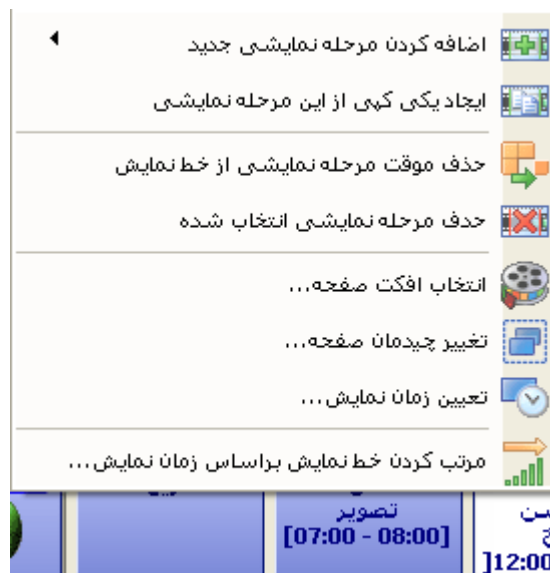 اضافه کردن مرحله نمایشی جدید
ایجاد یکی کپی از این مرحله نمایشی
حذف موقت مرحله نمایشی از خط نمایش
حدف مرحله نمایشی انتخاب شده
انتخاب افکت صفحه...
تغییر چیدمان صفحه...
تعیین زمان نمایش...
مرتب کردن خط نمایش براساس زمان نمایش...
تصویر
[07:00 - 08:00]
]12:00